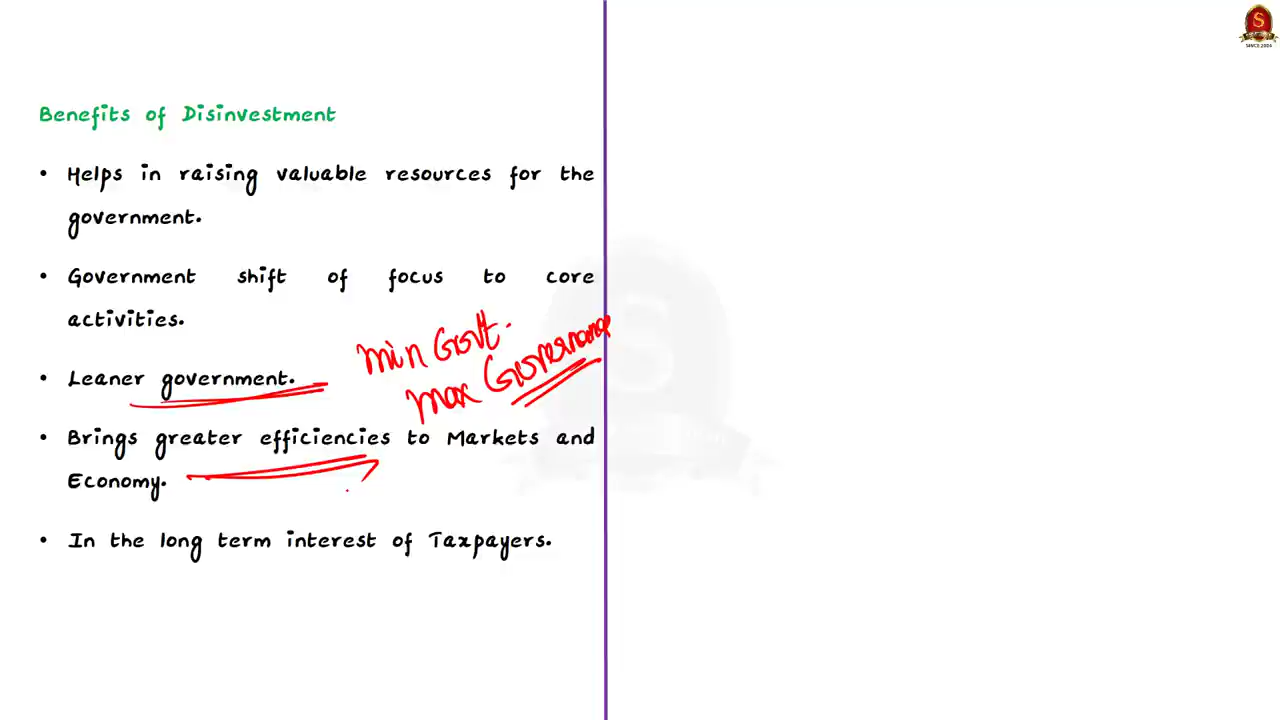 Benefits of Disinvestment
• Helps in raising valuable resources for the
government.
• Government shift of focus to core
activities.
Min Govt.
Max Governance
• Leaner government.
• Brings greater efficiencies to Markets and
Economy.
• In the long term interest of Taxpayers.
S
SINCE 2004